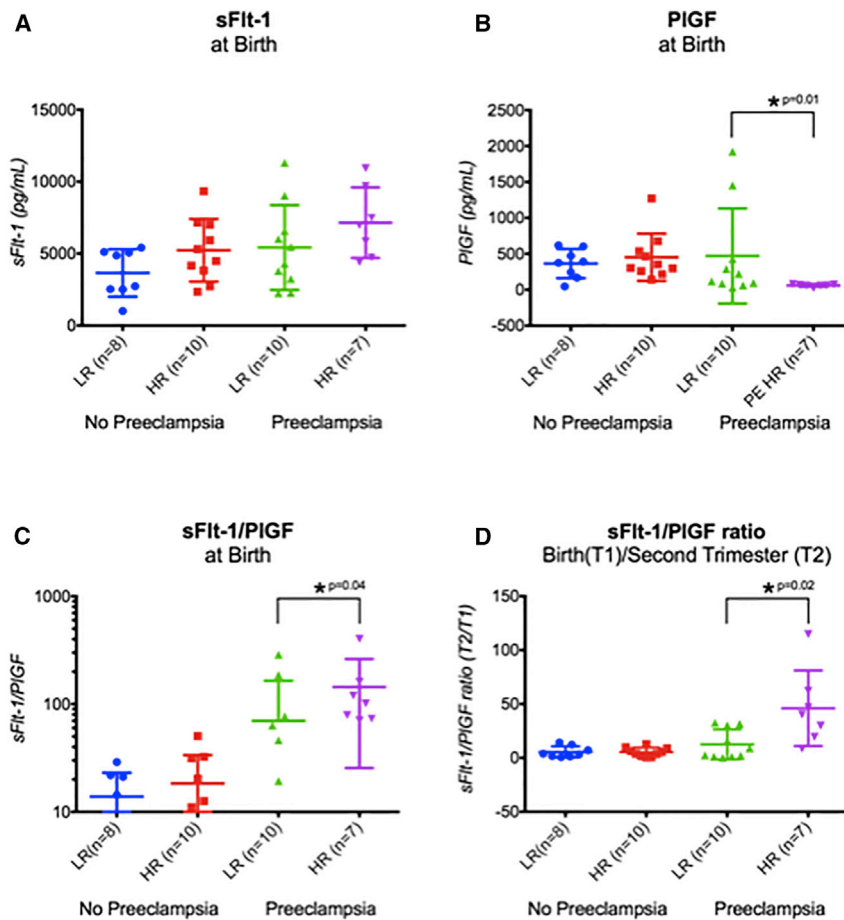 A
sFlt-1
at Birth
sFlt-1 (pg/mL)
15000
10000
5000
0
LR (n=8)
HR (n=10)
LR (n=10)
HR (n=7)
No Preeclampsia
Preeclampsia
B
PlGF
at Birth
PlGF (pg/mL)
2500
2000
1500
1000
500
0
-500
* p=0.01
LR (n=8)
HR (n=10)
LR (n=10)
PE HR (n=7)
No Preeclampsia
Preeclampsia
C
sFlt-1/PlGF
at Birth
sFlt-1/PlGF
1000
100
10
* p=0.04
LR(n=8)
HR (n=10)
LR (n=10)
HR (n=7)
No Preeclampsia
Preeclampsia
D
sFlt-1/PlGF ratio
Birth(T1)/Second Trimester (T2)
sFlt-1/PlGF ratio (T2/T1)
150
100
50
0
-50
* p=0.02
LR(n=8)
HR (n=10)
LR (n=10)
HR (n=7)
No Preeclampsia
Preeclampsia